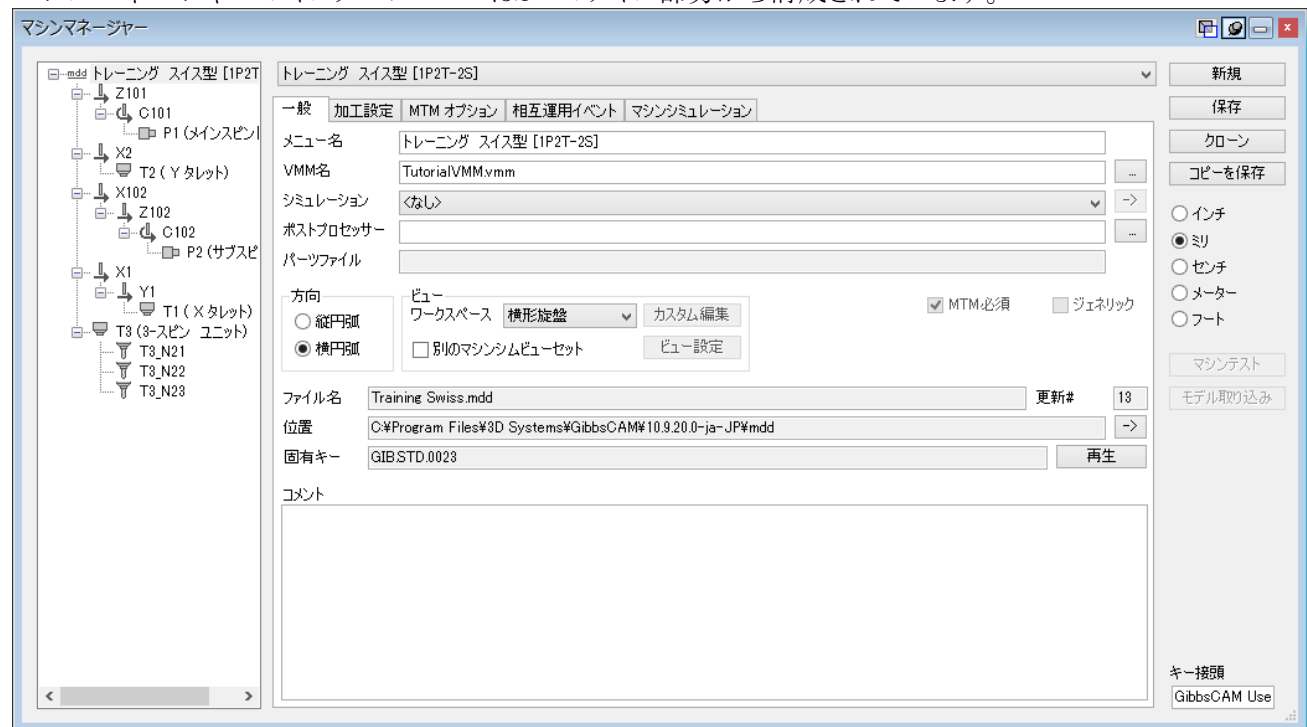 マシンマネージャー
mdd トレーニング スイス型 [1P2T
Z101
C101
P1 (メインスピン
X2
T2 ( Y タレット)
X102
Z102
C102
P2 (サブスピ
X1
Y1
T1 ( X タレット)
T3 (3-スピン ユニット)
T3_N21
T3_N22
T3_N23
トレーニング スイス型 [1P2T-2S]
一般 加工設定 MTM オプション 相互運用イベント マシンシミュレーション
メニュー名 トレーニング スイス型 [1P2T-2S]
VMM名 TutorialVMM.vmm ...
シミュレーション <なし> ->
ポストプロセッサー ...
パーツファイル
方向
縦円弧
横円弧
ビュー
ワークスペース 横形旋盤 カスタム編集
別のマシンシムビューセット ビュー設定
MTM必須 ジェネリック
ファイル名 Training Swiss.mdd 更新# 13
位置 C:¥Program Files¥3D Systems¥GibbsCAM¥10.9.20.0-ja-JP¥mdd ->
固有キー GIB.STD.0023 再生
コメント
新規
保存
クローン
コピーを保存
インチ
ミリ
センチ
メーター
フート
マシンテスト
モデル取り込み
キー接頭
GibbsCAM Use